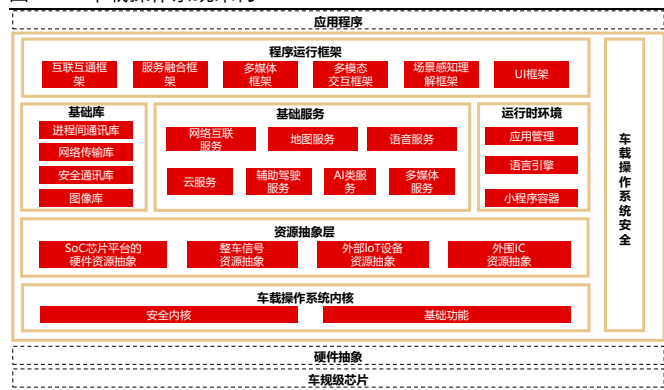 应用程序
程序运行框架
互联互通框
架
服务融合框
架
多媒体
框架
多模态
交互框架
场景感知理
解框架
UI框架
基础库
进程间通讯库
网络传输库
安全通讯库
图像库
基础服务
网络互联
服务
地图服务
语音服务
云服务
辅助驾驶
服务
AI类服
务
多媒体
服务
运行时环境
应用管理
语言引擎
小程序容器
资源抽象层
SoC芯片平台的
硬件资源抽象
整车信号
资源抽象
外部IoT设备
资源抽象
外围IC
资源抽象
车载操作系统内核
安全内核
基础功能
车载操作系统安全
硬件抽象
车规级芯片